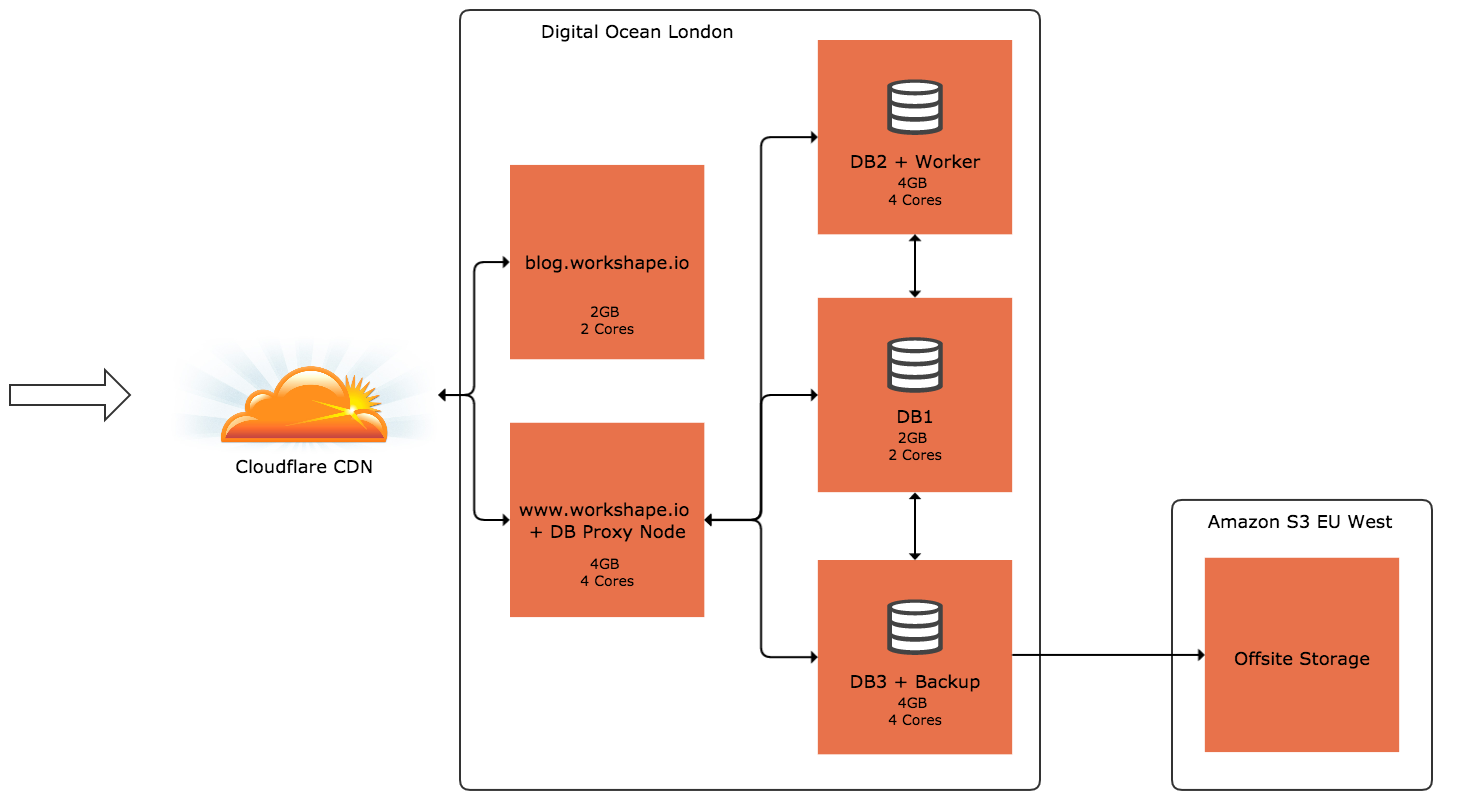 Digital Ocean London
DB2 + Worker
4GB
4 Cores
blog.workshape.io
2GB
2 Cores
DB1
2GB
2 Cores
Cloudflare CDN
www.workshape.io
+ DB Proxy Node
4GB
4 Cores
DB3 + Backup
4GB
4 Cores
Amazon S3 EU West
Offsite Storage